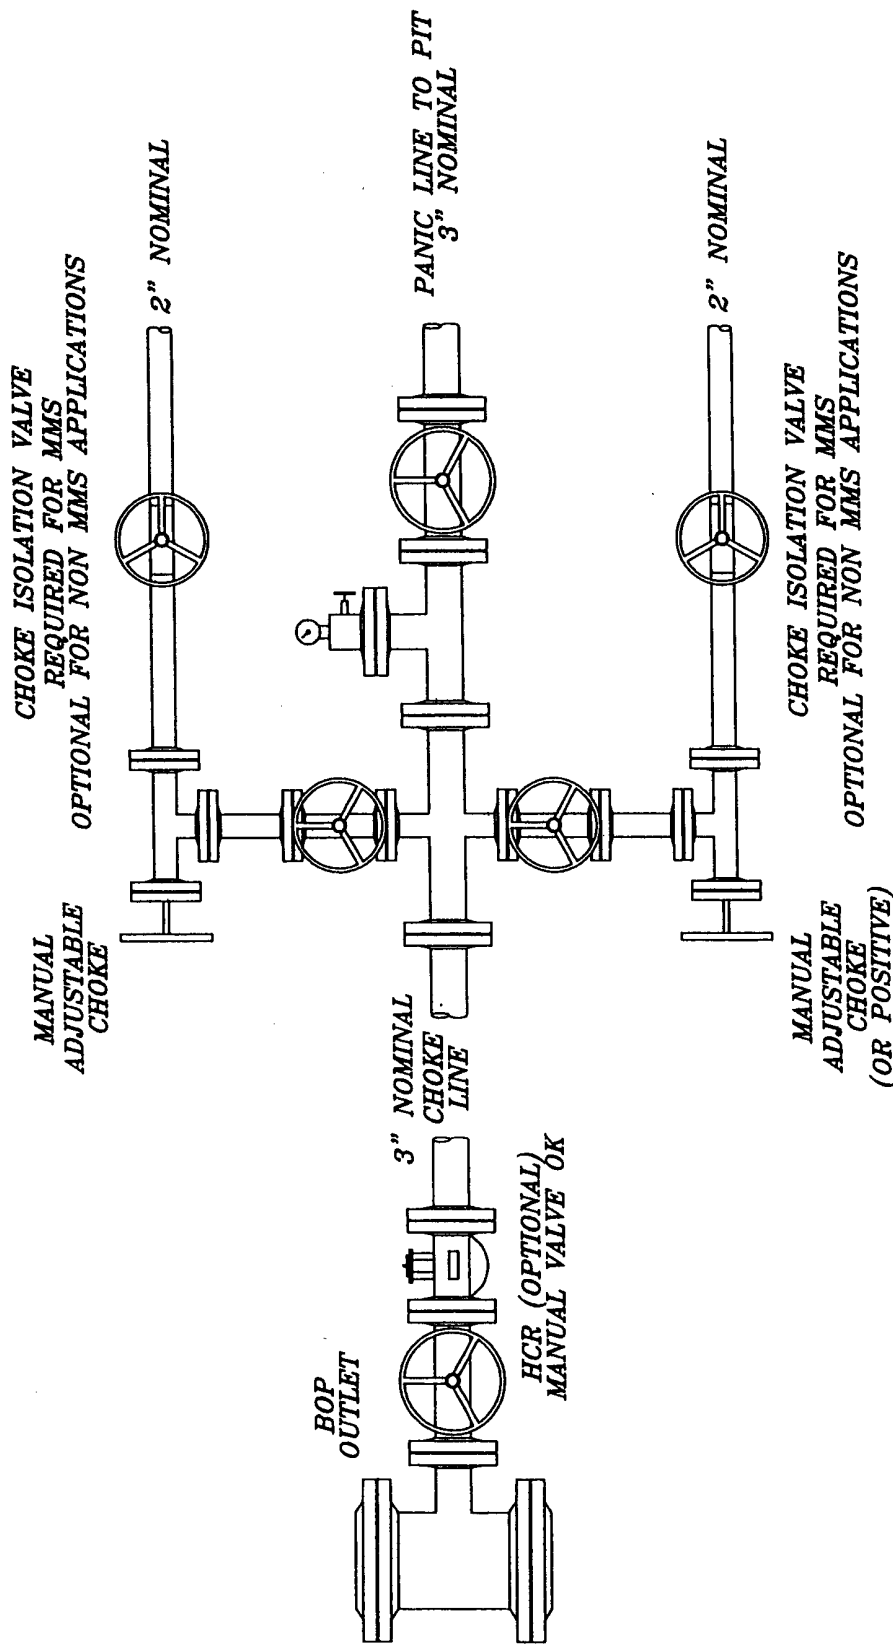 BOP
OUTLET
HCR (OPTIONAL)
MANUAL VALVE OK
3" NOMINAL
CHOKE
LINE
MANUAL
ADJUSTABLE
CHOKE
CHOKE ISOLATION VALVE
REQUIRED FOR MMS
OPTIONAL FOR NON MMS APPLICATIONS
2" NOMINAL
PANIC LINE TO PIT
3" NOMINAL
MANUAL
ADJUSTABLE
CHOKE
(OR POSITIVE)
CHOKE ISOLATION VALVE
REQUIRED FOR MMS
OPTIONAL FOR NON MMS APPLICATIONS
2" NOMINAL